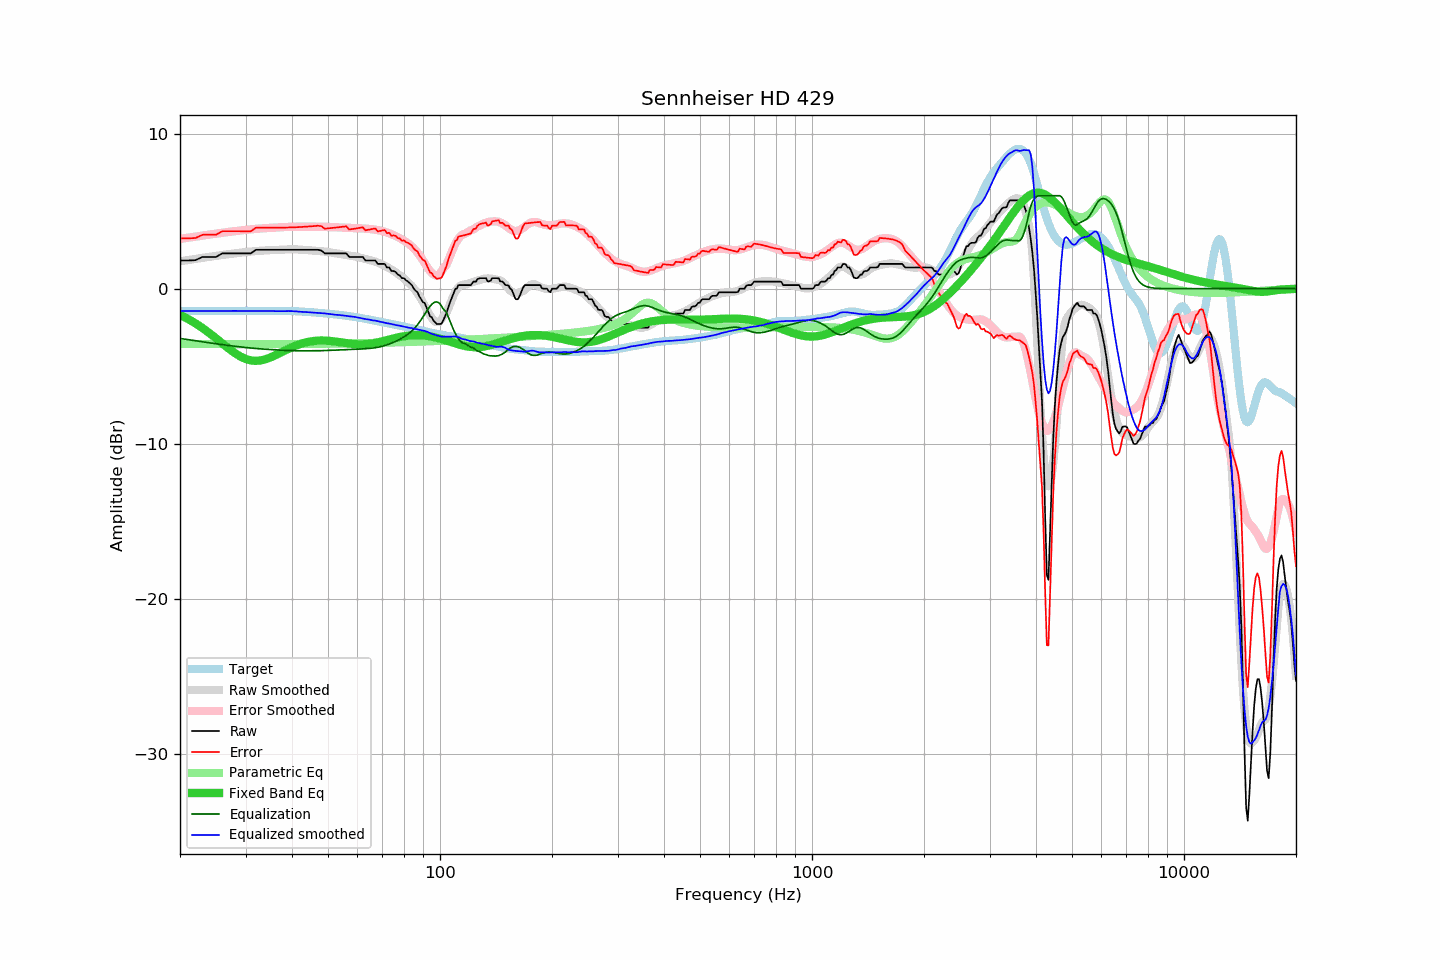 Sennheiser HD 429
10
0
−10
−20
−30
Amplitude (dBr)
Target
Raw Smoothed
Error Smoothed
Raw
Error
Parametric Eq
Fixed Band Eq
Equalization
Equalized smoothed
100
1000
10000
Frequency (Hz)